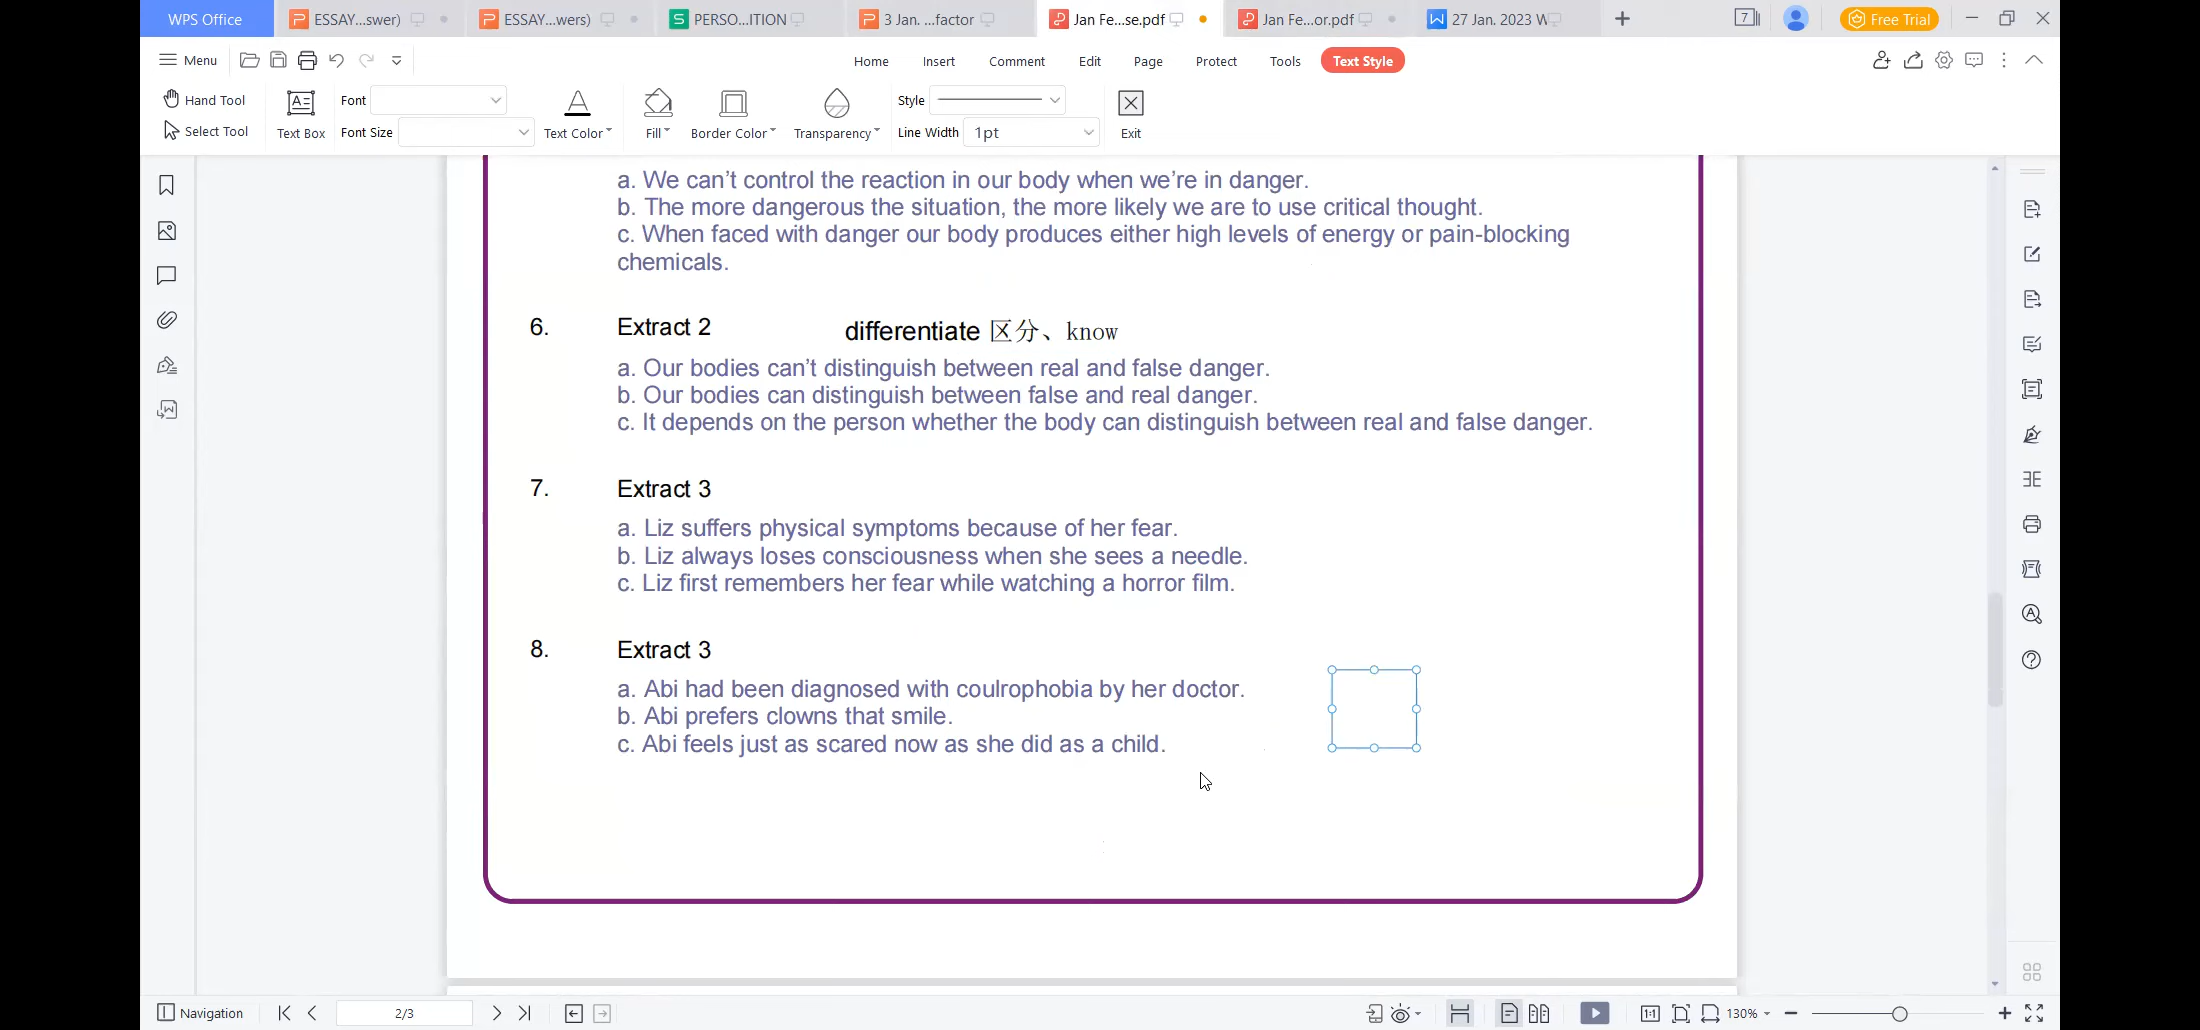 WPS Office ESSAY...swer) ESSAY...wers) PERSO...ITION 3 Jan. ...factor Jan Fe...se.pdf Jan Fe...or.pdf 27 Jan. 2023 W 7 Free Trial
Menu Home Insert Comment Edit Page Protect Tools Text Style
Hand Tool Font Style
Select Tool Text Box Font Size Text Color Fill Border Color Transparency Line Width 1pt Exit
a. We can’t control the reaction in our body when we’re in danger.
b. The more dangerous the situation, the more likely we are to use critical thought.
c. When faced with danger our body produces either high levels of energy or pain-blocking
chemicals.
6. Extract 2 differentiate 区分、know
a. Our bodies can’t distinguish between real and false danger.
b. Our bodies can distinguish between false and real danger.
c. It depends on the person whether the body can distinguish between real and false danger.
7. Extract 3
a. Liz suffers physical symptoms because of her fear.
b. Liz always loses consciousness when she sees a needle.
c. Liz first remembers her fear while watching a horror film.
8. Extract 3
a. Abi had been diagnosed with coulrophobia by her doctor.
b. Abi prefers clowns that smile.
c. Abi feels just as scared now as she did as a child.
Navigation 2/3 1:1 130%